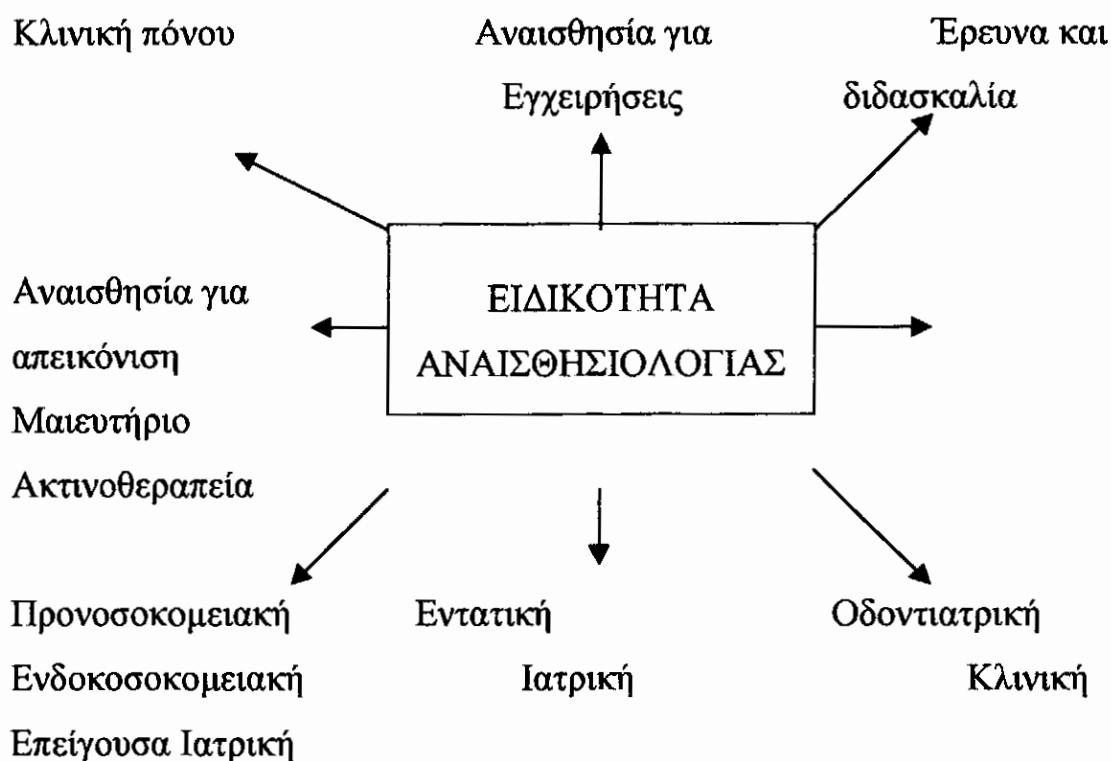 Κλινική πόνου
Αναισθησία για
Εγχειρήσεις
Έρευνα και
διδασκαλία
Αναισθησία για
απεικόνιση
Μαιευτήριο
Ακτινοθεραπεία
ΕΙΔΙΚΟΤΗΤΑ
ΑΝΑΙΣΘΗΣΙΟΛΟΓΙΑΣ
Προνοσοκομειακή
Ενδοκοσοκομειακή
Επείγουσα Ιατρική
Εντατική
Ιατρική
Οδοντιατρική
Κλινική